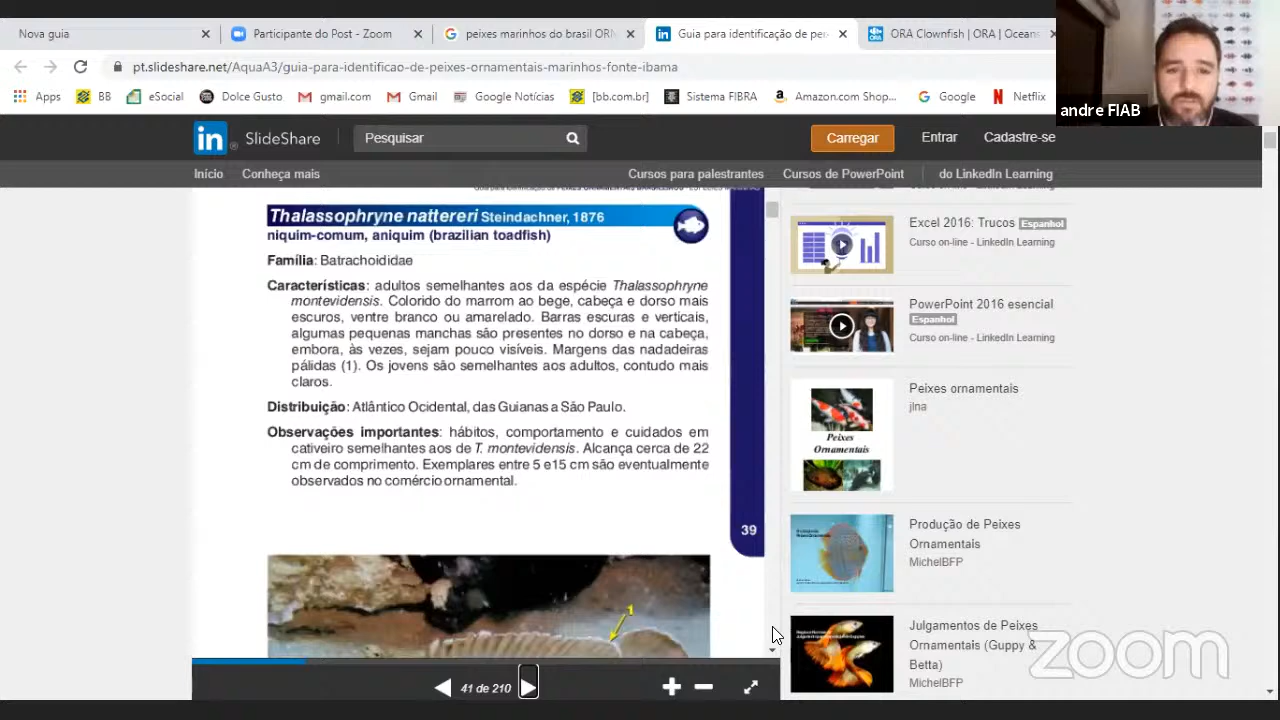 Nova guia
Participante do Post - Zoom
peixes marinhos do brasil ORN
Guia para identificação de pei
ORA Clownfish | ORA | Oceans
pt.slideshare.net/AquaA3/guia-para-identificao-de-peixes-ornamentais-marinhos-fonte-ibama
Apps
BB
eSocial
Dolce Gusto
gmail.com
Gmail
Google Notícias
[bb.com.br]
Sistema FIBRA
Amazon.com Shop...
Google
Netflix
andre FIAB
in SlideShare
Pesquisar
Carregar
Entrar
Cadastre-se
Início
Conheça mais
Cursos para palestrantes
Cursos de PowerPoint
do LinkedIn Learning
Thalassophryne nattereri Steindachner, 1876
niquim-comum, aniquim (brazilian toadfish)
Família: Batrachoididae
Características: adultos semelhantes aos da espécie Thalassophryne
montevidensis. Colorido do marrom ao bege, cabeça e dorso mais
escuros, ventre branco ou amarelado. Barras escuras e verticais,
algumas pequenas manchas são presentes no dorso e na cabeça,
embora, às vezes, sejam pouco visíveis. Margens das nadadeiras
pálidas (1). Os jovens são semelhantes aos adultos, contudo mais
claros.
Distribuição: Atlântico Ocidental, das Guianas a São Paulo.
Observações importantes: hábitos, comportamento e cuidados em
cativeiro semelhantes aos de T. montevidensis. Alcança cerca de 22
cm de comprimento. Exemplares entre 5 e15 cm são eventualmente
observados no comércio ornamental.
39
1
41 de 210
Curso on-line - LinkedIn Learning
Excel 2016: Trucos Espanhol
Curso on-line - LinkedIn Learning
PowerPoint 2016 esencial
Espanhol
Curso on-line - LinkedIn Learning
Peixes ornamentais
jlna
Peixes
Ornamentais
Produção de Peixes
Ornamentais
MichelBFP
Julgamentos de Peixes
Ornamentais (Guppy &
Betta)
MichelBFP
zoom